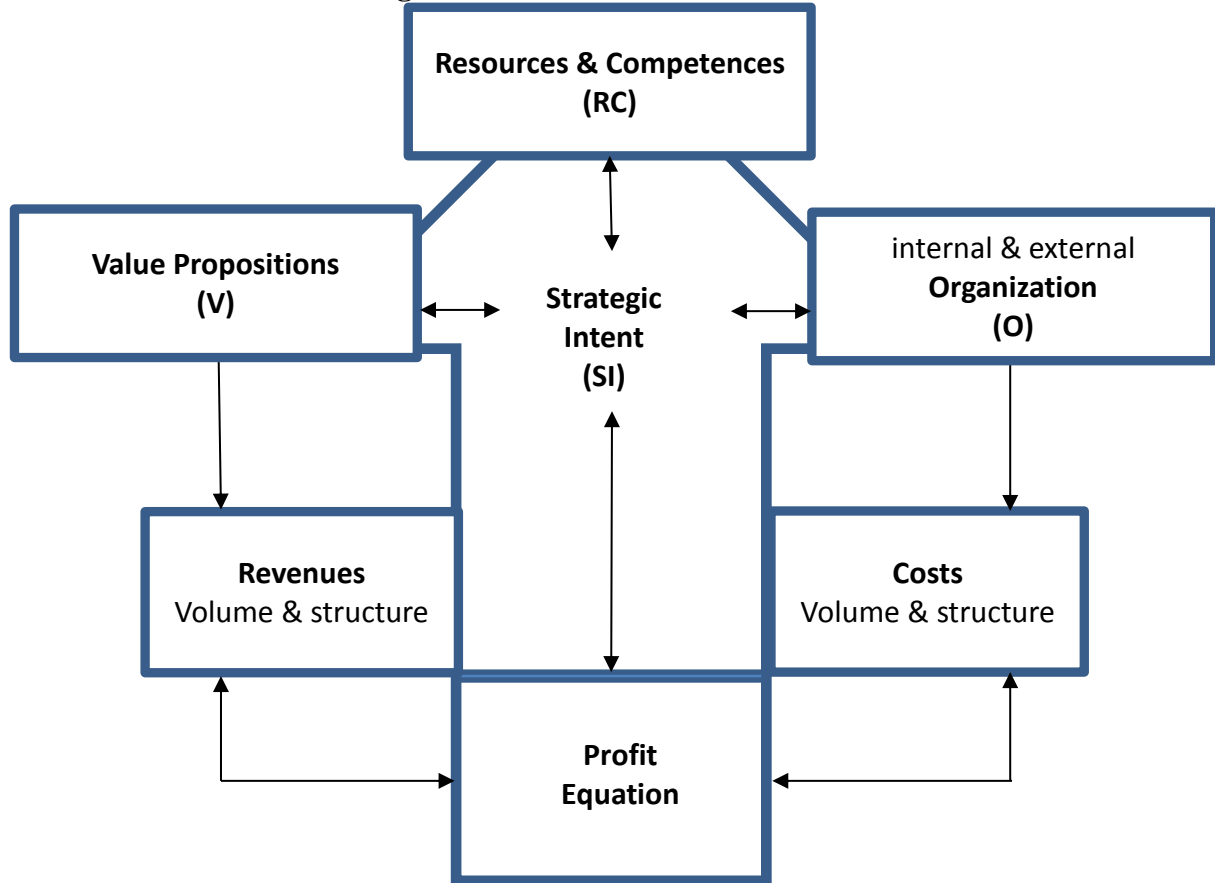 Resources & Competences
(RC)
Value Propositions
(V)
internal & external
Organization
(O)
Strategic
Intent
(SI)
Revenues
Volume & structure
Costs
Volume & structure
Profit
Equation